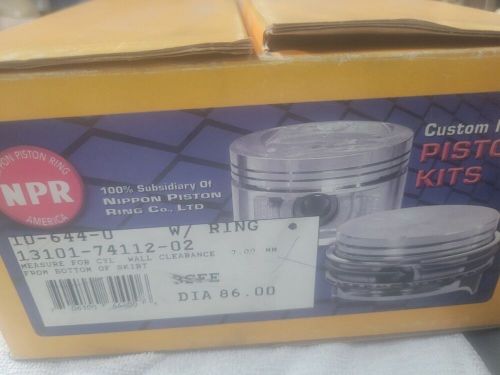 NIPPON PISTON RING
NPR
AMERICA
100% Subsidiary Of
NIPPON PISTON
RING CO., LTD
Custom
PISTO
KITS
10-644-0 W/ RING
13101-74112-02
MEASURE FOR CYL WALL CLEARANCE 7.00 MM
FROM BOTTOM OF SKIRT
3SFE
DIA 86.00